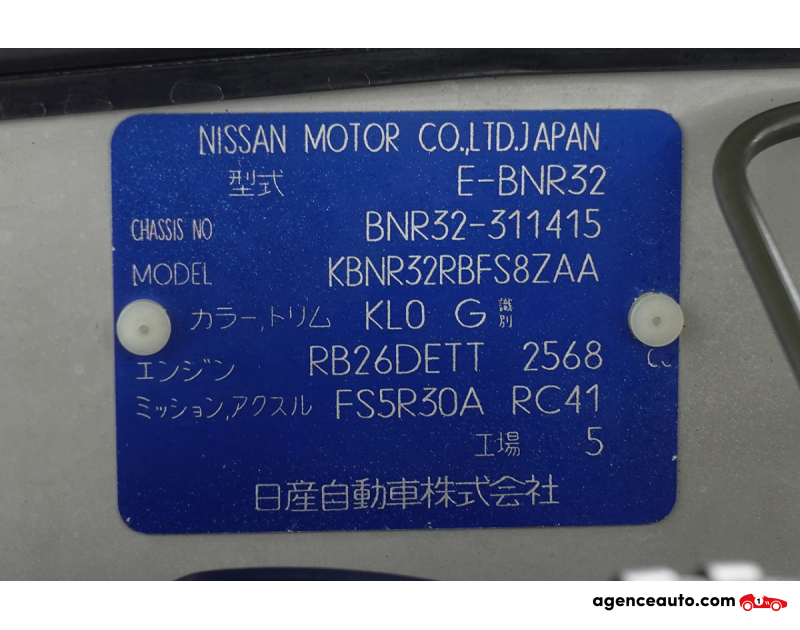 NISSAN MOTOR CO.,LTD.JAPAN
型式 E-BNR32
CHASSIS NO BNR32-311415
MODEL KBNR32RBFS8ZAA
カラー,トリム KL0 G 識別
エンジン RB26DETT 2568 cc
ミッション,アクスル FS5R30A RC41
工場 5
日産自動車株式会社
agenceauto.com